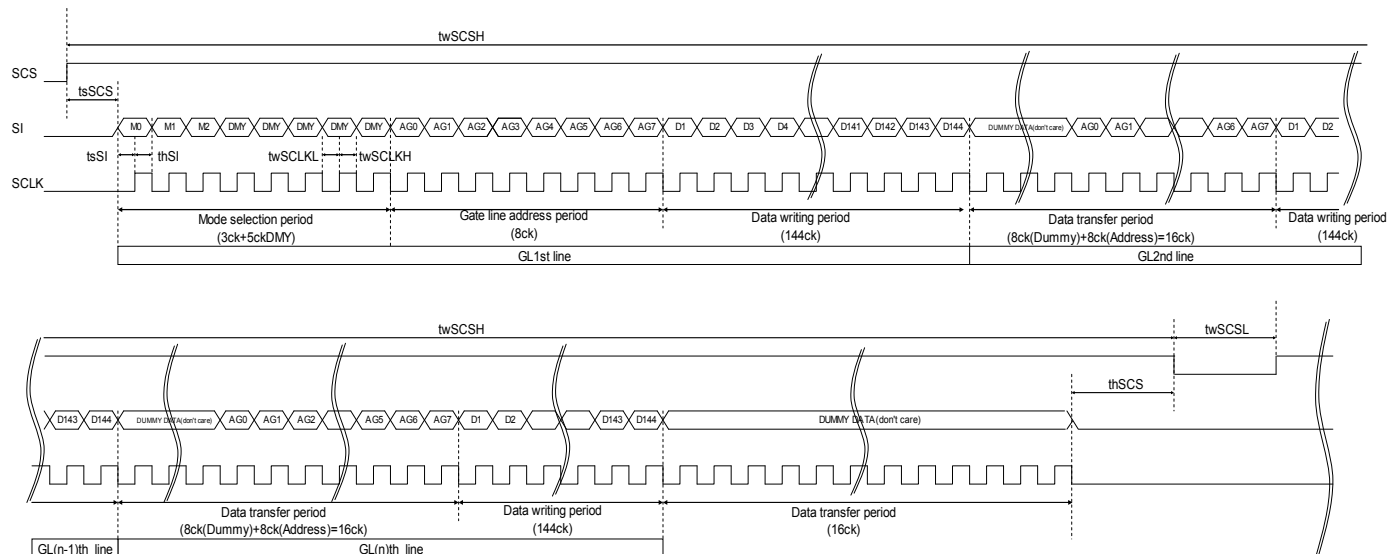 twSCSH
SCS
tsSCS
SI M0 M1 M2 DMY DMY DMY DMY DMY AG0 AG1 AG2 AG3 AG4 AG5 AG6 AG7 D1 D2 D3 D4 D141 D142 D143 D144 DUMMY DATA(don't care) AG0 AG1 AG6 AG7 D1 D2
tsSI thSI twSCLKL twSCLKH
SCLK
Mode selection period Gate line address period Data writing period Data transfer period Data writing period
(3ck+5ckDMY) (8ck) (144ck) (8ck(Dummy)+8ck(Address)=16ck) (144ck)
GL1st line GL2nd line
twSCSH twSCSL
thSCS
D143 D144 DUMMY DATA(don't care) AG0 AG1 AG2 AG5 AG6 AG7 D1 D2 D143 D144 DUMMY DATA(don't care)
Data transfer period Data writing period Data transfer period
(8ck(Dummy)+8ck(Address)=16ck) (144ck) (16ck)
GL(n-1)th line GL(n)th line